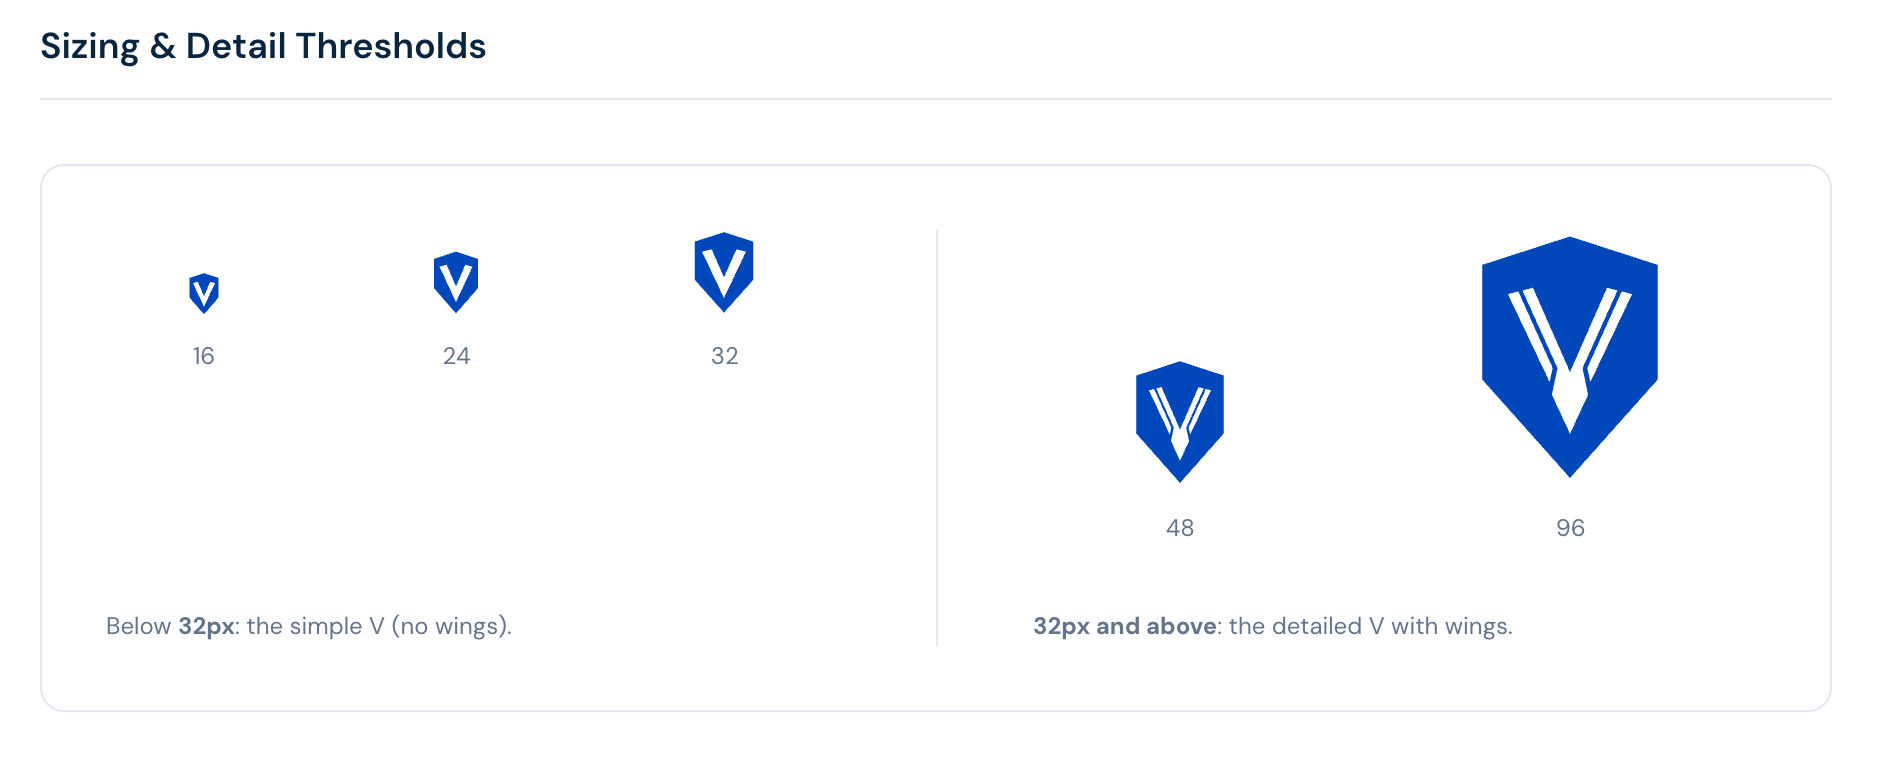 Sizing & Detail Thresholds
16
24
32
48
96
Below 32px: the simple V (no wings).
32px and above: the detailed V with wings.